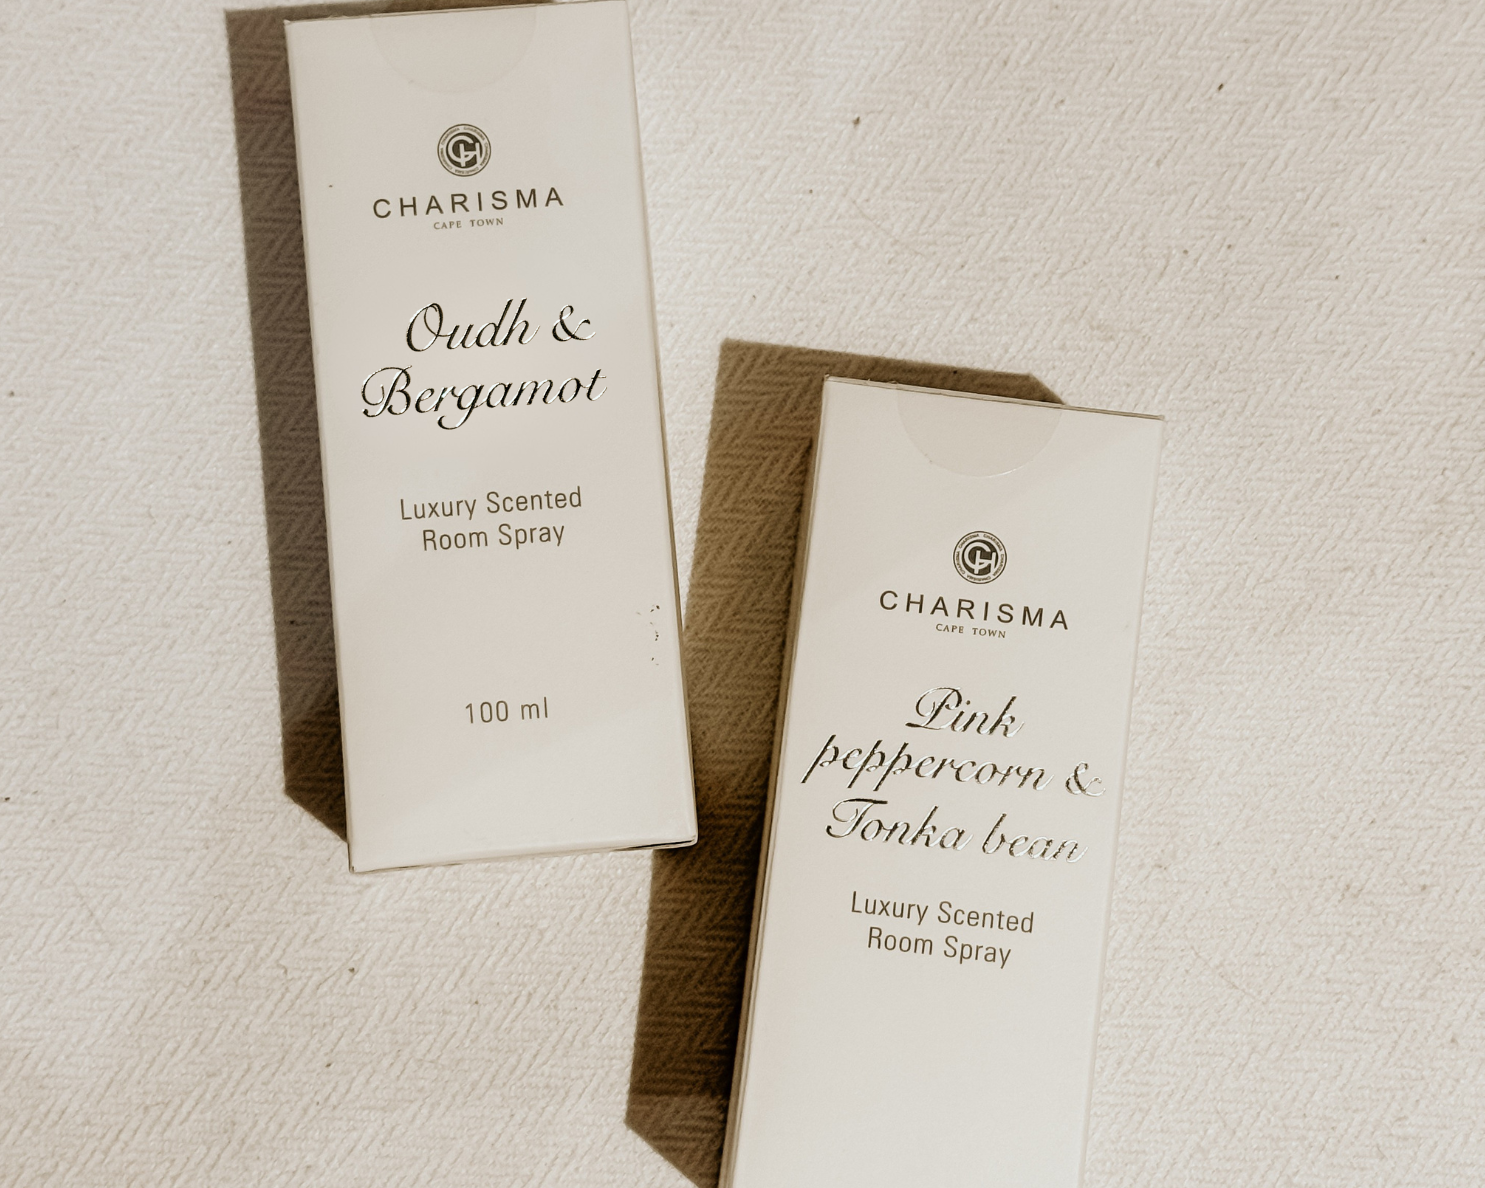 CHARISMA
CAPE TOWN
Oudh &
Bergamot
Luxury Scented
Room Spray
100 ml
CHARISMA
CAPE TOWN
Pink
peppercorn &
Tonka bean
Luxury Scented
Room Spray